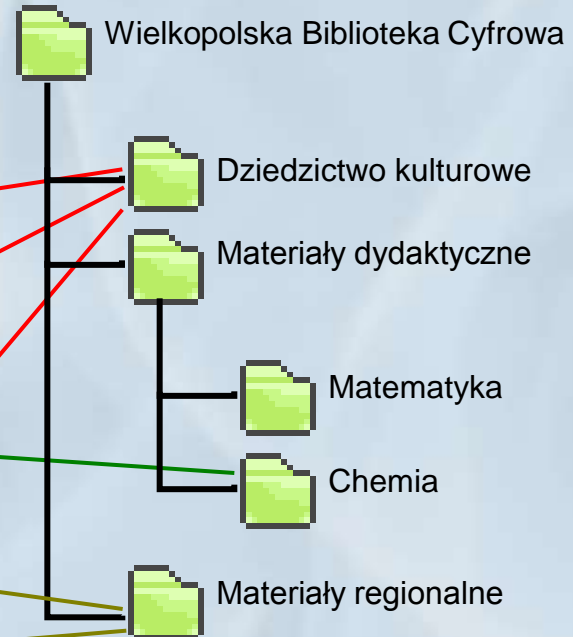 Wielkopolska Biblioteka Cyfrowa
Dziedzictwo kulturowe
Materiały dydaktyczne
Matematyka
Chemia
Materiały regionalne